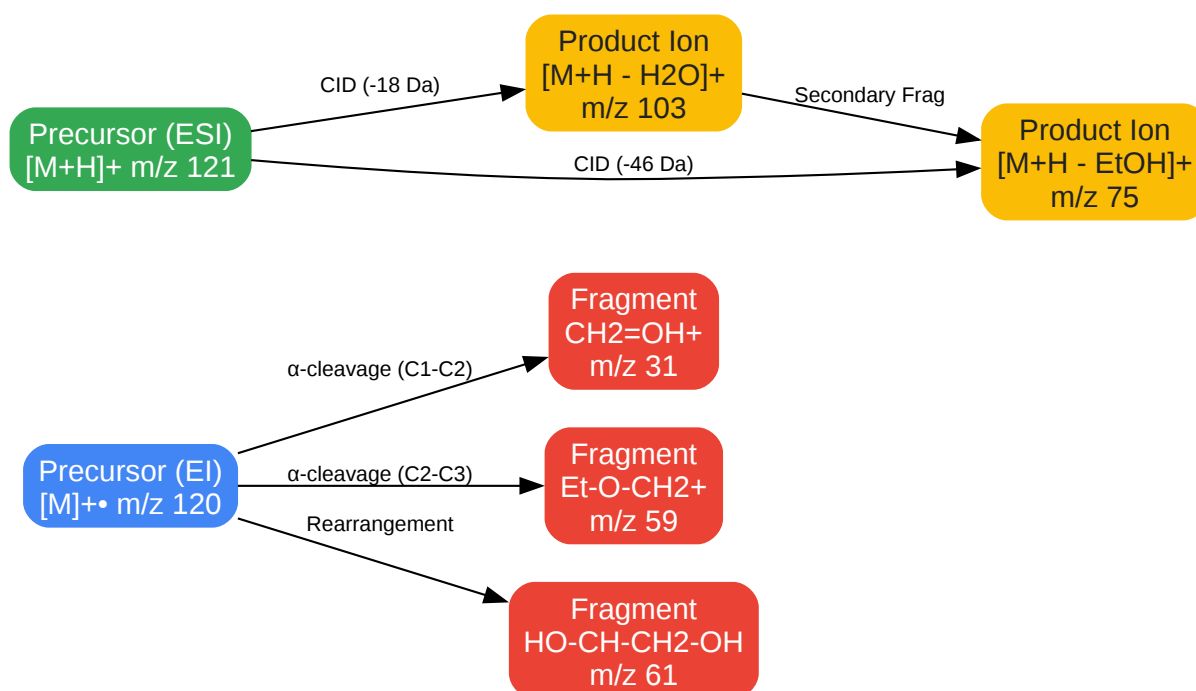 Product Ion
[M+H - H2O]+
m/z 103
CID (-18 Da)
Secondary Frag
Precursor (ESI)
[M+H]+ m/z 121
CID (-46 Da)
Product Ion
[M+H - EtOH]+
m/z 75
Fragment
CH2=OH+
m/z 31
α-cleavage (C1-C2)
Precursor (EI)
[M]+• m/z 120
α-cleavage (C2-C3)
Fragment
Et-O-CH2+
m/z 59
Rearrangement
Fragment
HO-CH-CH2-OH
m/z 61